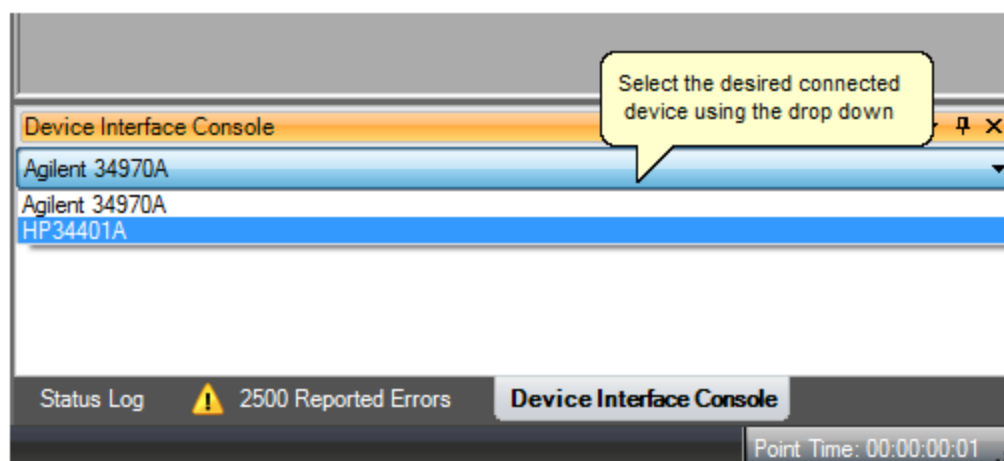 Select the desired connected
device using the drop down
Device Interface Console
Agilent 34970A
Agilent 34970A
HP34401A
Status Log
2500 Reported Errors
Device Interface Console
Point Time: 00:00:00:01